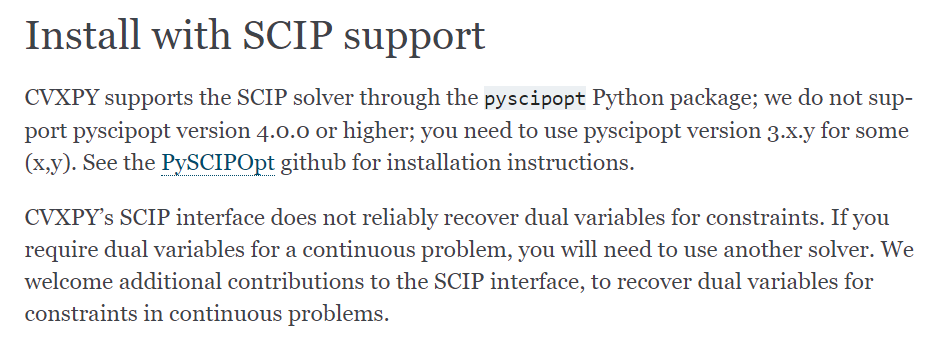 Install with SCIP support
CVXPY supports the SCIP solver through the pyscipopt Python package; we do not sup-
port pyscipopt version 4.0.0 or higher; you need to use pyscipopt version 3.x.y for some
(x,y). See the PySCIPOpt github for installation instructions.
CVXPY’s SCIP interface does not reliably recover dual variables for constraints. If you
require dual variables for a continuous problem, you will need to use another solver. We
welcome additional contributions to the SCIP interface, to recover dual variables for
constraints in continuous problems.